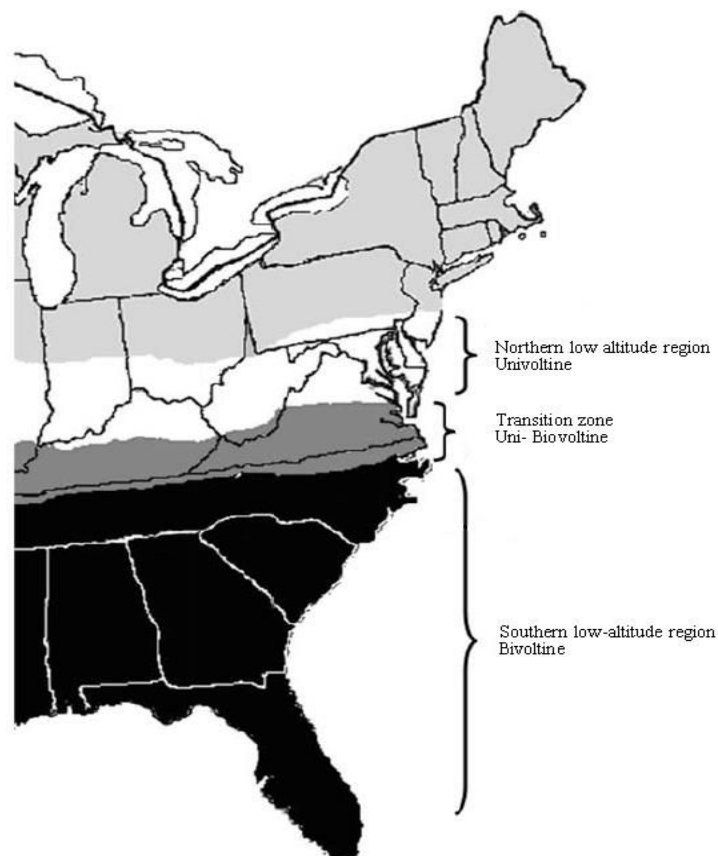 Northern low altitude region
Univoltine
Transition zone
Uni- Biovoltine
Southern low-altitude region
Bivoltine